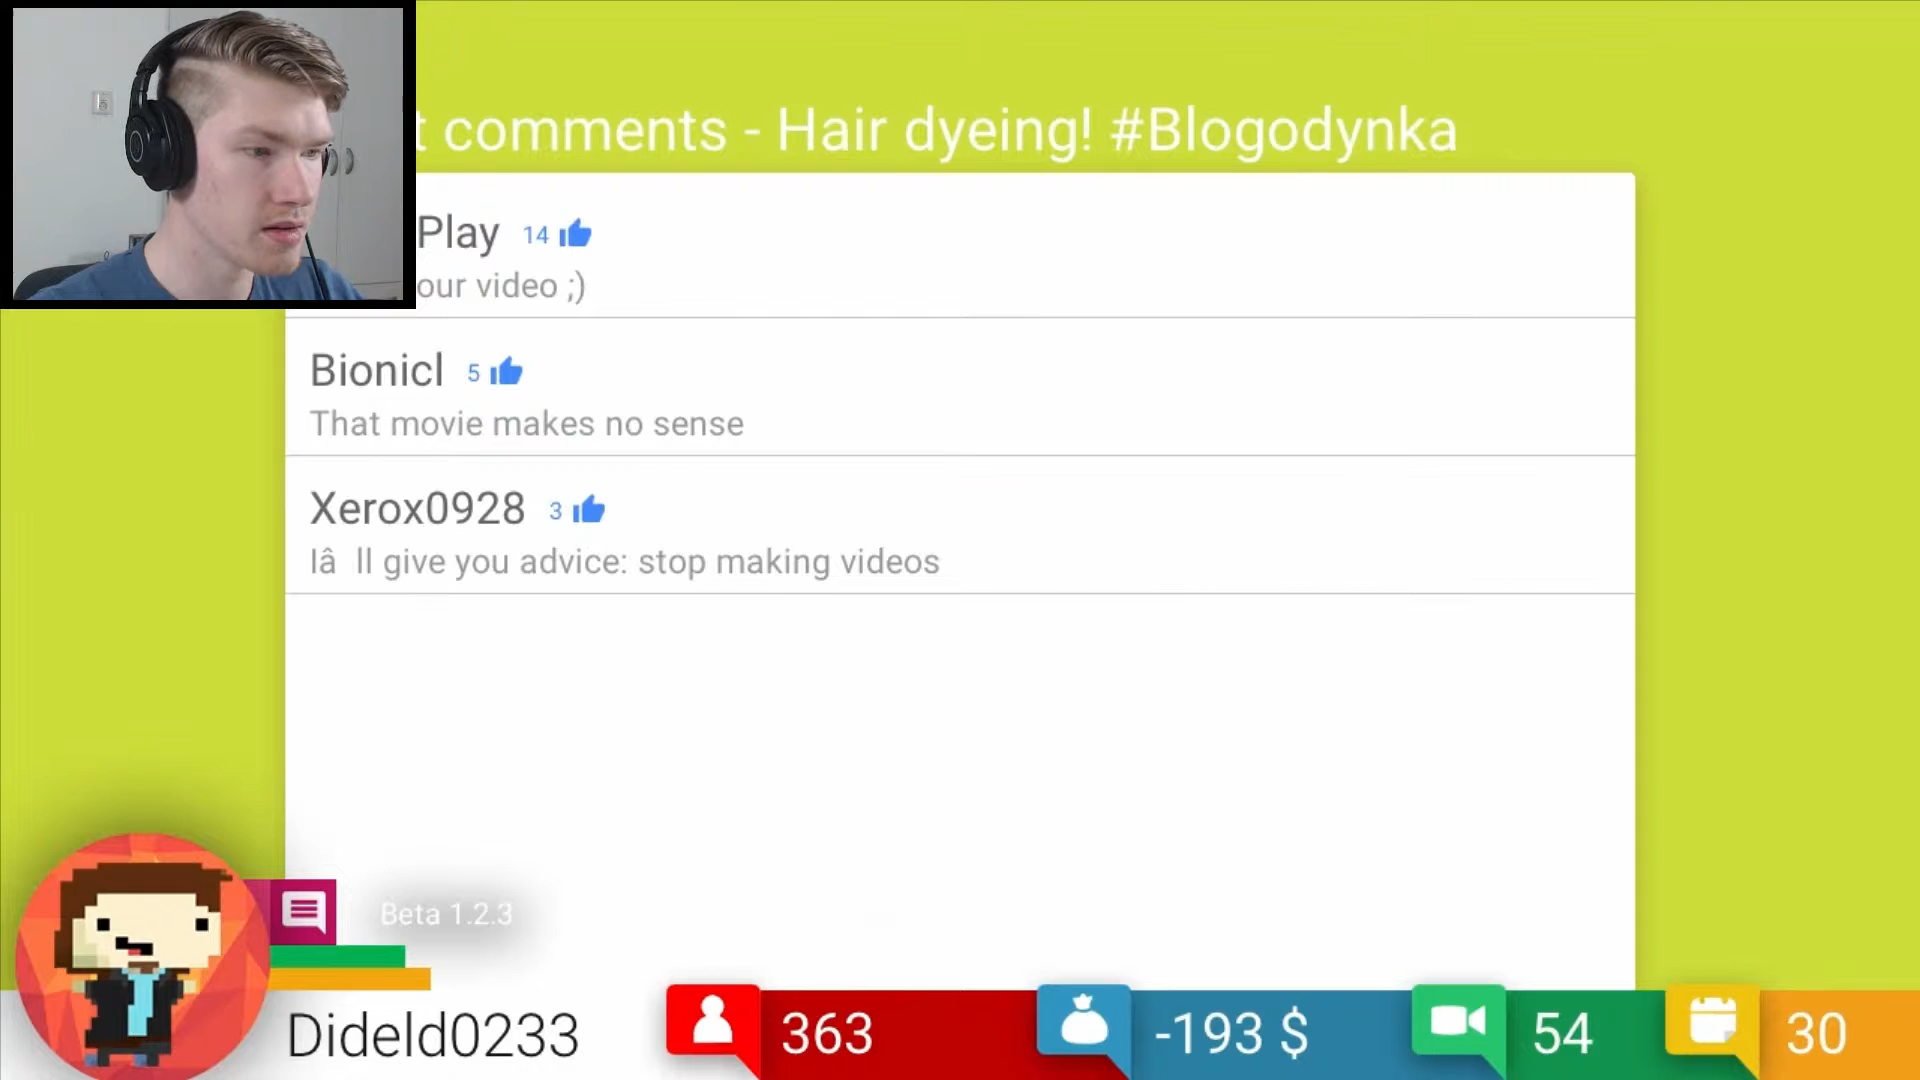 t comments - Hair dyeing! #Blogodynka
Play 14
our video ;)
Bionicl 5
That movie makes no sense
Xerox0928 3
Iâ ll give you advice: stop making videos
Beta 1.2.3
Dideld0233
363
-193 $
54
30